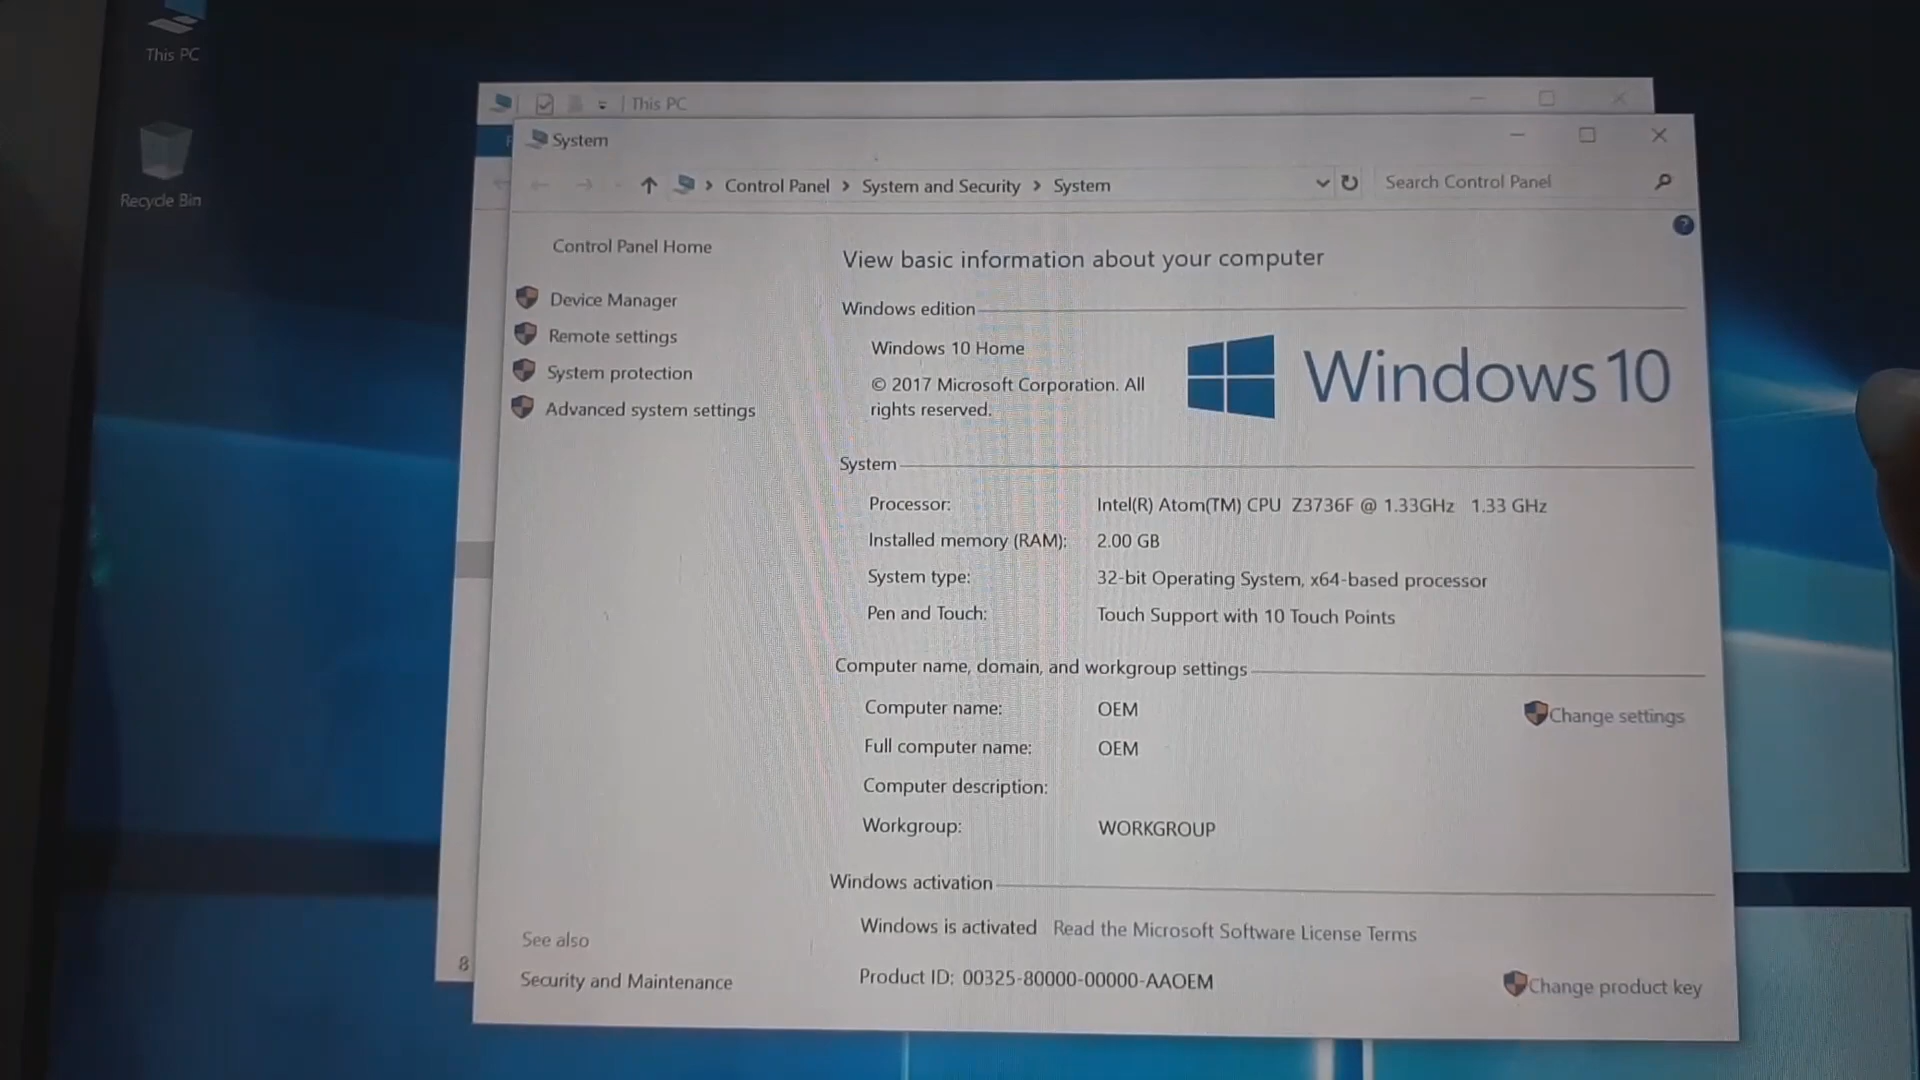 This PC
Recycle Bin
This PC
System
Control Panel > System and Security > System
Search Control Panel
Control Panel Home
Device Manager
Remote settings
System protection
Advanced system settings
See also
Security and Maintenance
8
View basic information about your computer
Windows edition
Windows 10 Home
© 2017 Microsoft Corporation. All
rights reserved.
Windows 10
System
Processor: Intel(R) Atom(TM) CPU Z3736F @ 1.33GHz 1.33 GHz
Installed memory (RAM): 2.00 GB
System type: 32-bit Operating System, x64-based processor
Pen and Touch: Touch Support with 10 Touch Points
Computer name, domain, and workgroup settings
Computer name: OEM
Change settings
Full computer name: OEM
Computer description:
Workgroup: WORKGROUP
Windows activation
Windows is activated Read the Microsoft Software License Terms
Product ID: 00325-80000-00000-AAOEM
Change product key